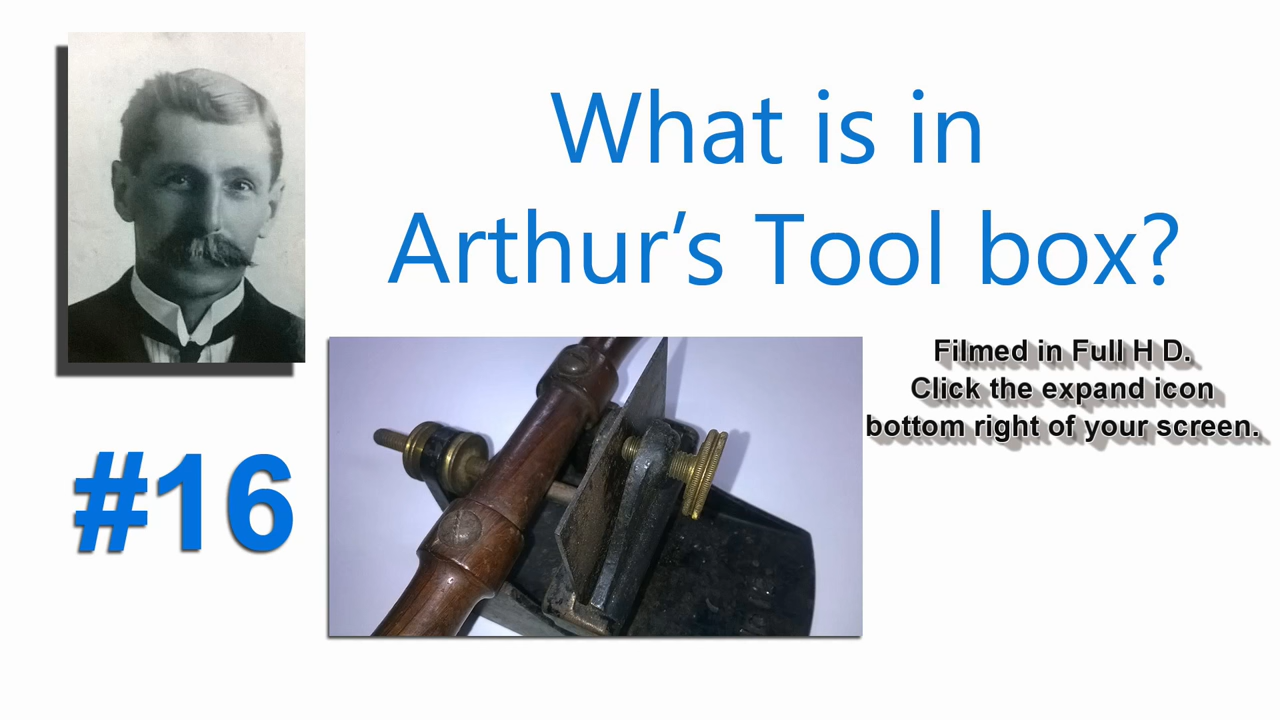 What is in
Arthur’s Tool box?
Filmed in Full H D.
Click the expand icon
bottom right of your screen.
#16